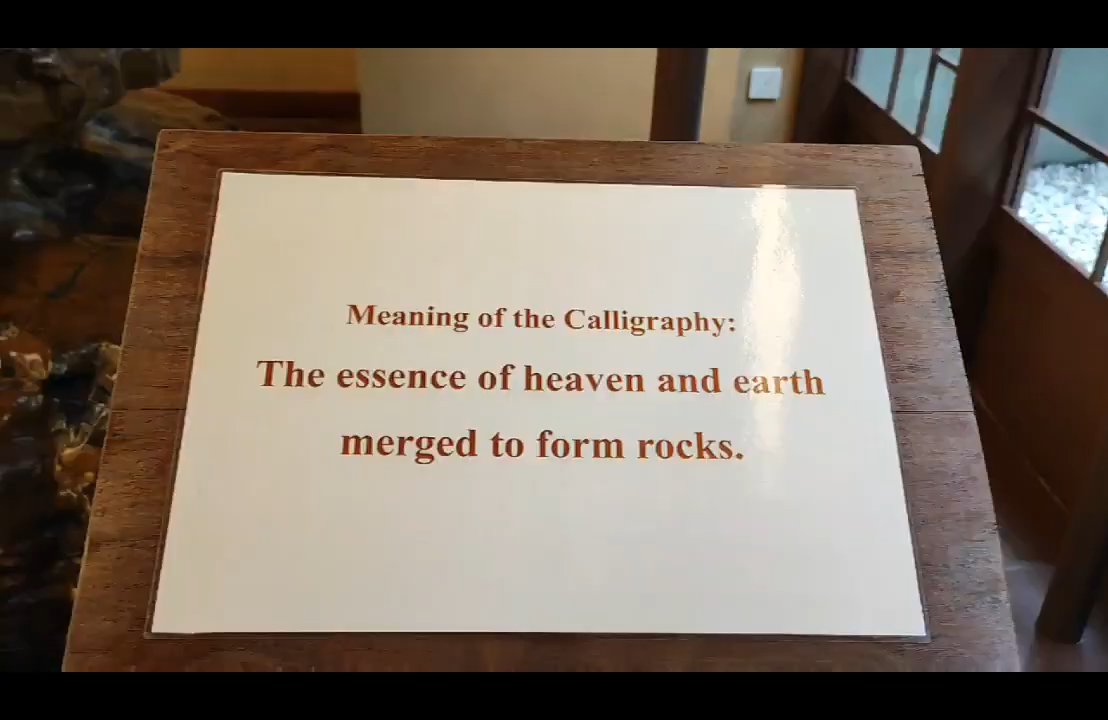 Meaning of the Calligraphy:
The essence of heaven and earth
merged to form rocks.